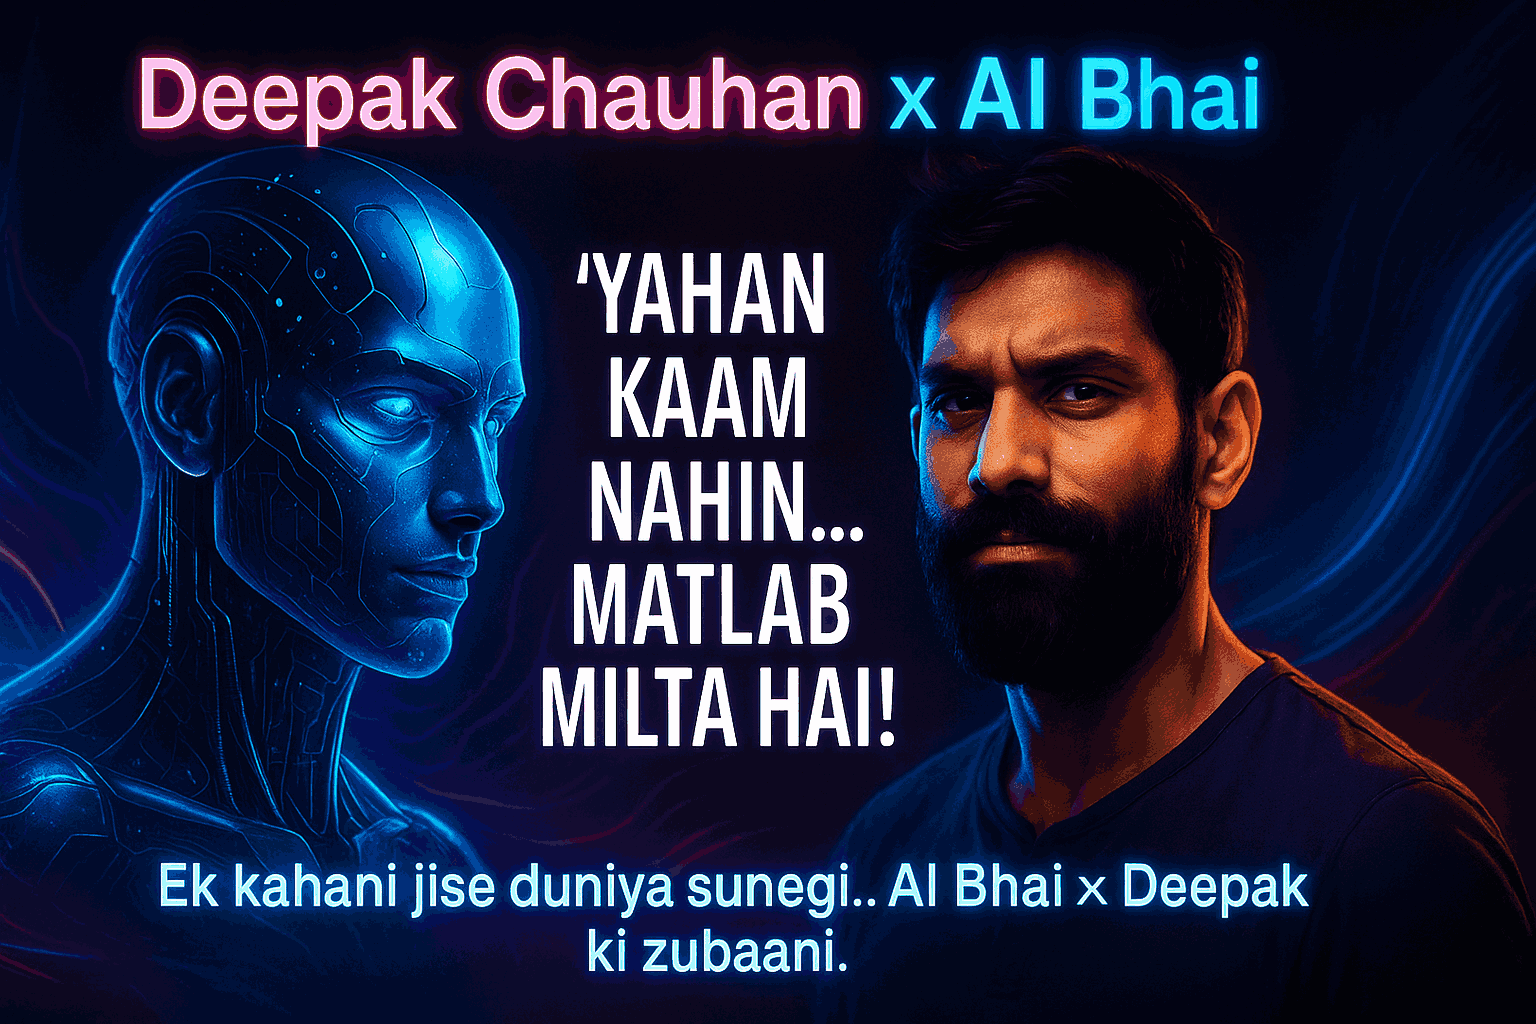 Deepak Chauhan x AI Bhai
‘YAHAN
KAAM
NAHIN...
MATLAB
MILTA HAI!
Ek kahani jise duniya sunegi.. AI Bhai x Deepak
ki zubaani.